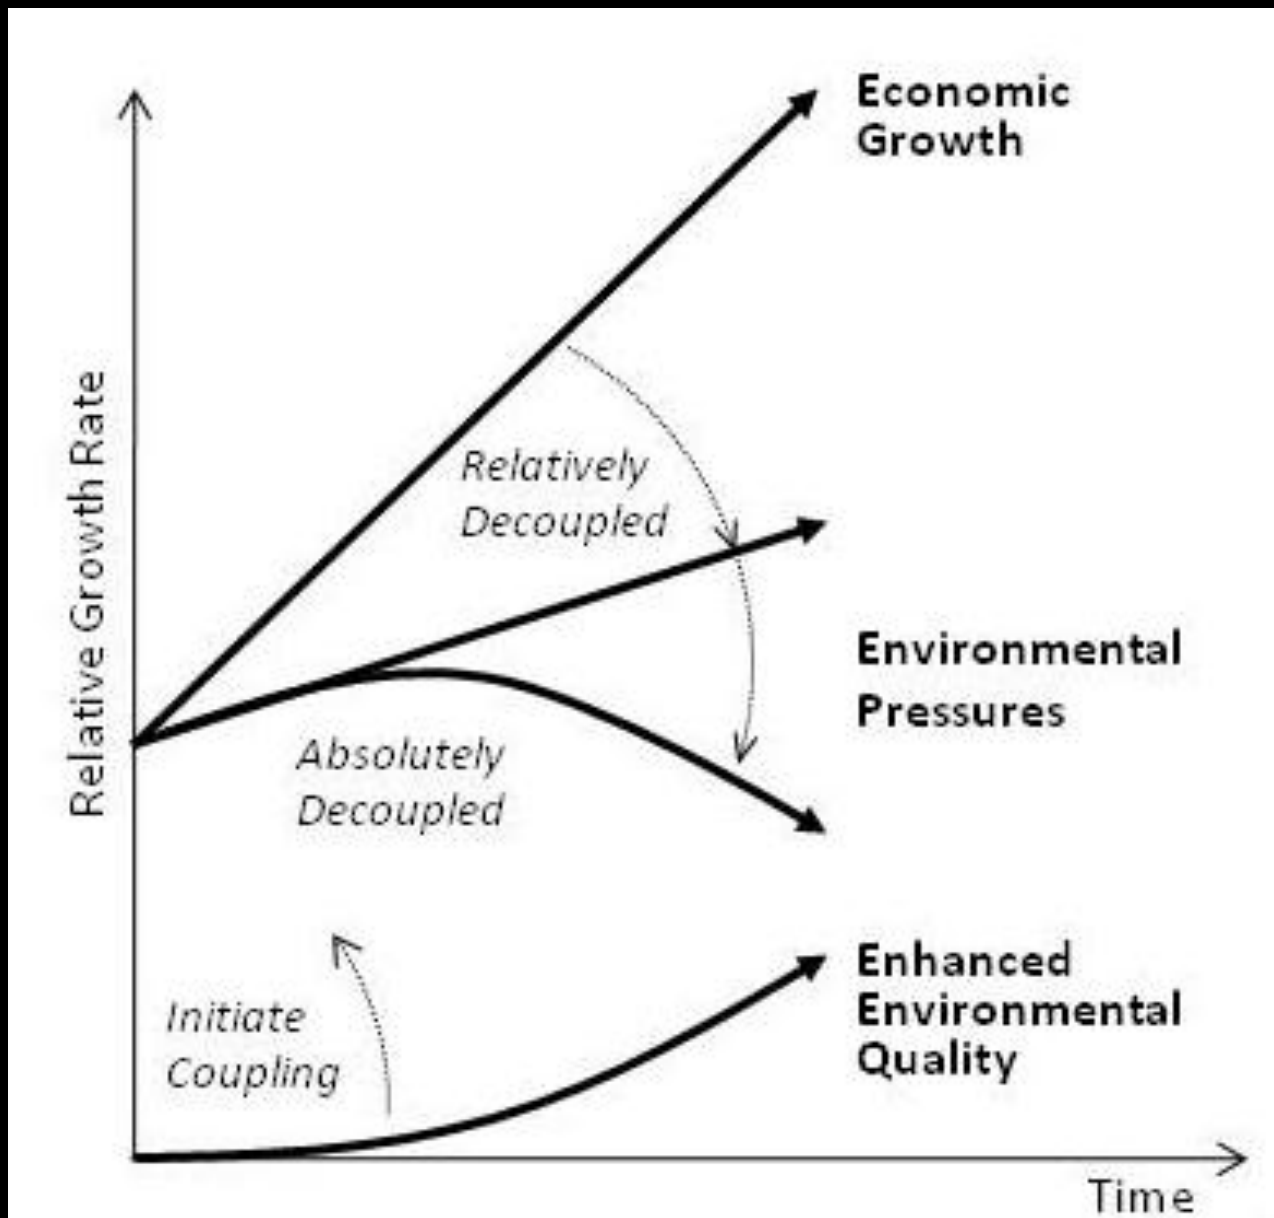 Economic
Growth
Relative Growth Rate
Relatively
Decoupled
Environmental
Pressures
Absolutely
Decoupled
Enhanced
Environmental
Quality
Initiate
Coupling
Time